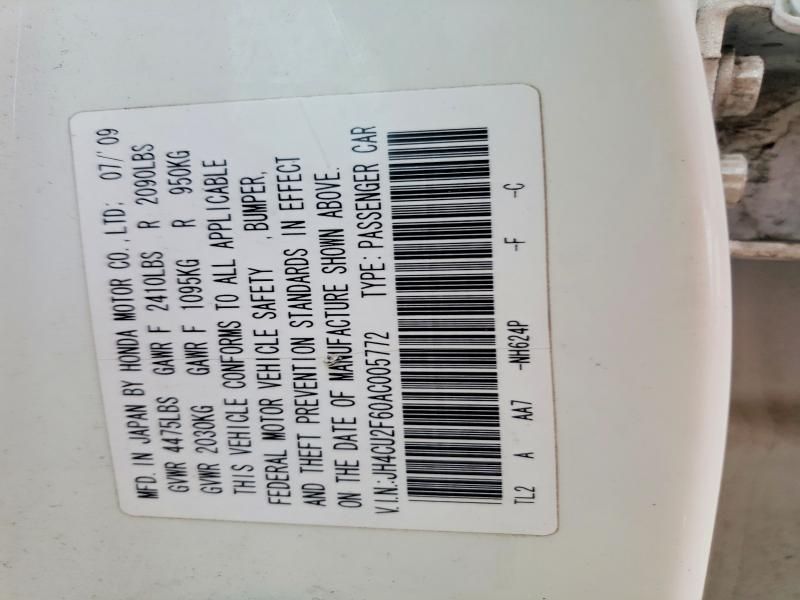 MFD. IN JAPAN BY HONDA MOTOR CO., LTD; 07/'09
GVWR 4475LBS GAWR F 2410LBS R 2090LBS
GVWR 2030KG GAWR F 1095KG R 950KG
THIS VEHICLE CONFORMS TO ALL APPLICABLE
FEDERAL MOTOR VEHICLE SAFETY , BUMPER,
AND THEFT PREVENTION STANDARDS IN EFFECT
ON THE DATE OF MANUFACTURE SHOWN ABOVE.
V.I.N:JH4CU2F60AC005772 TYPE: PASSENGER CAR
TL2 A AA7 -NH624P -F -C